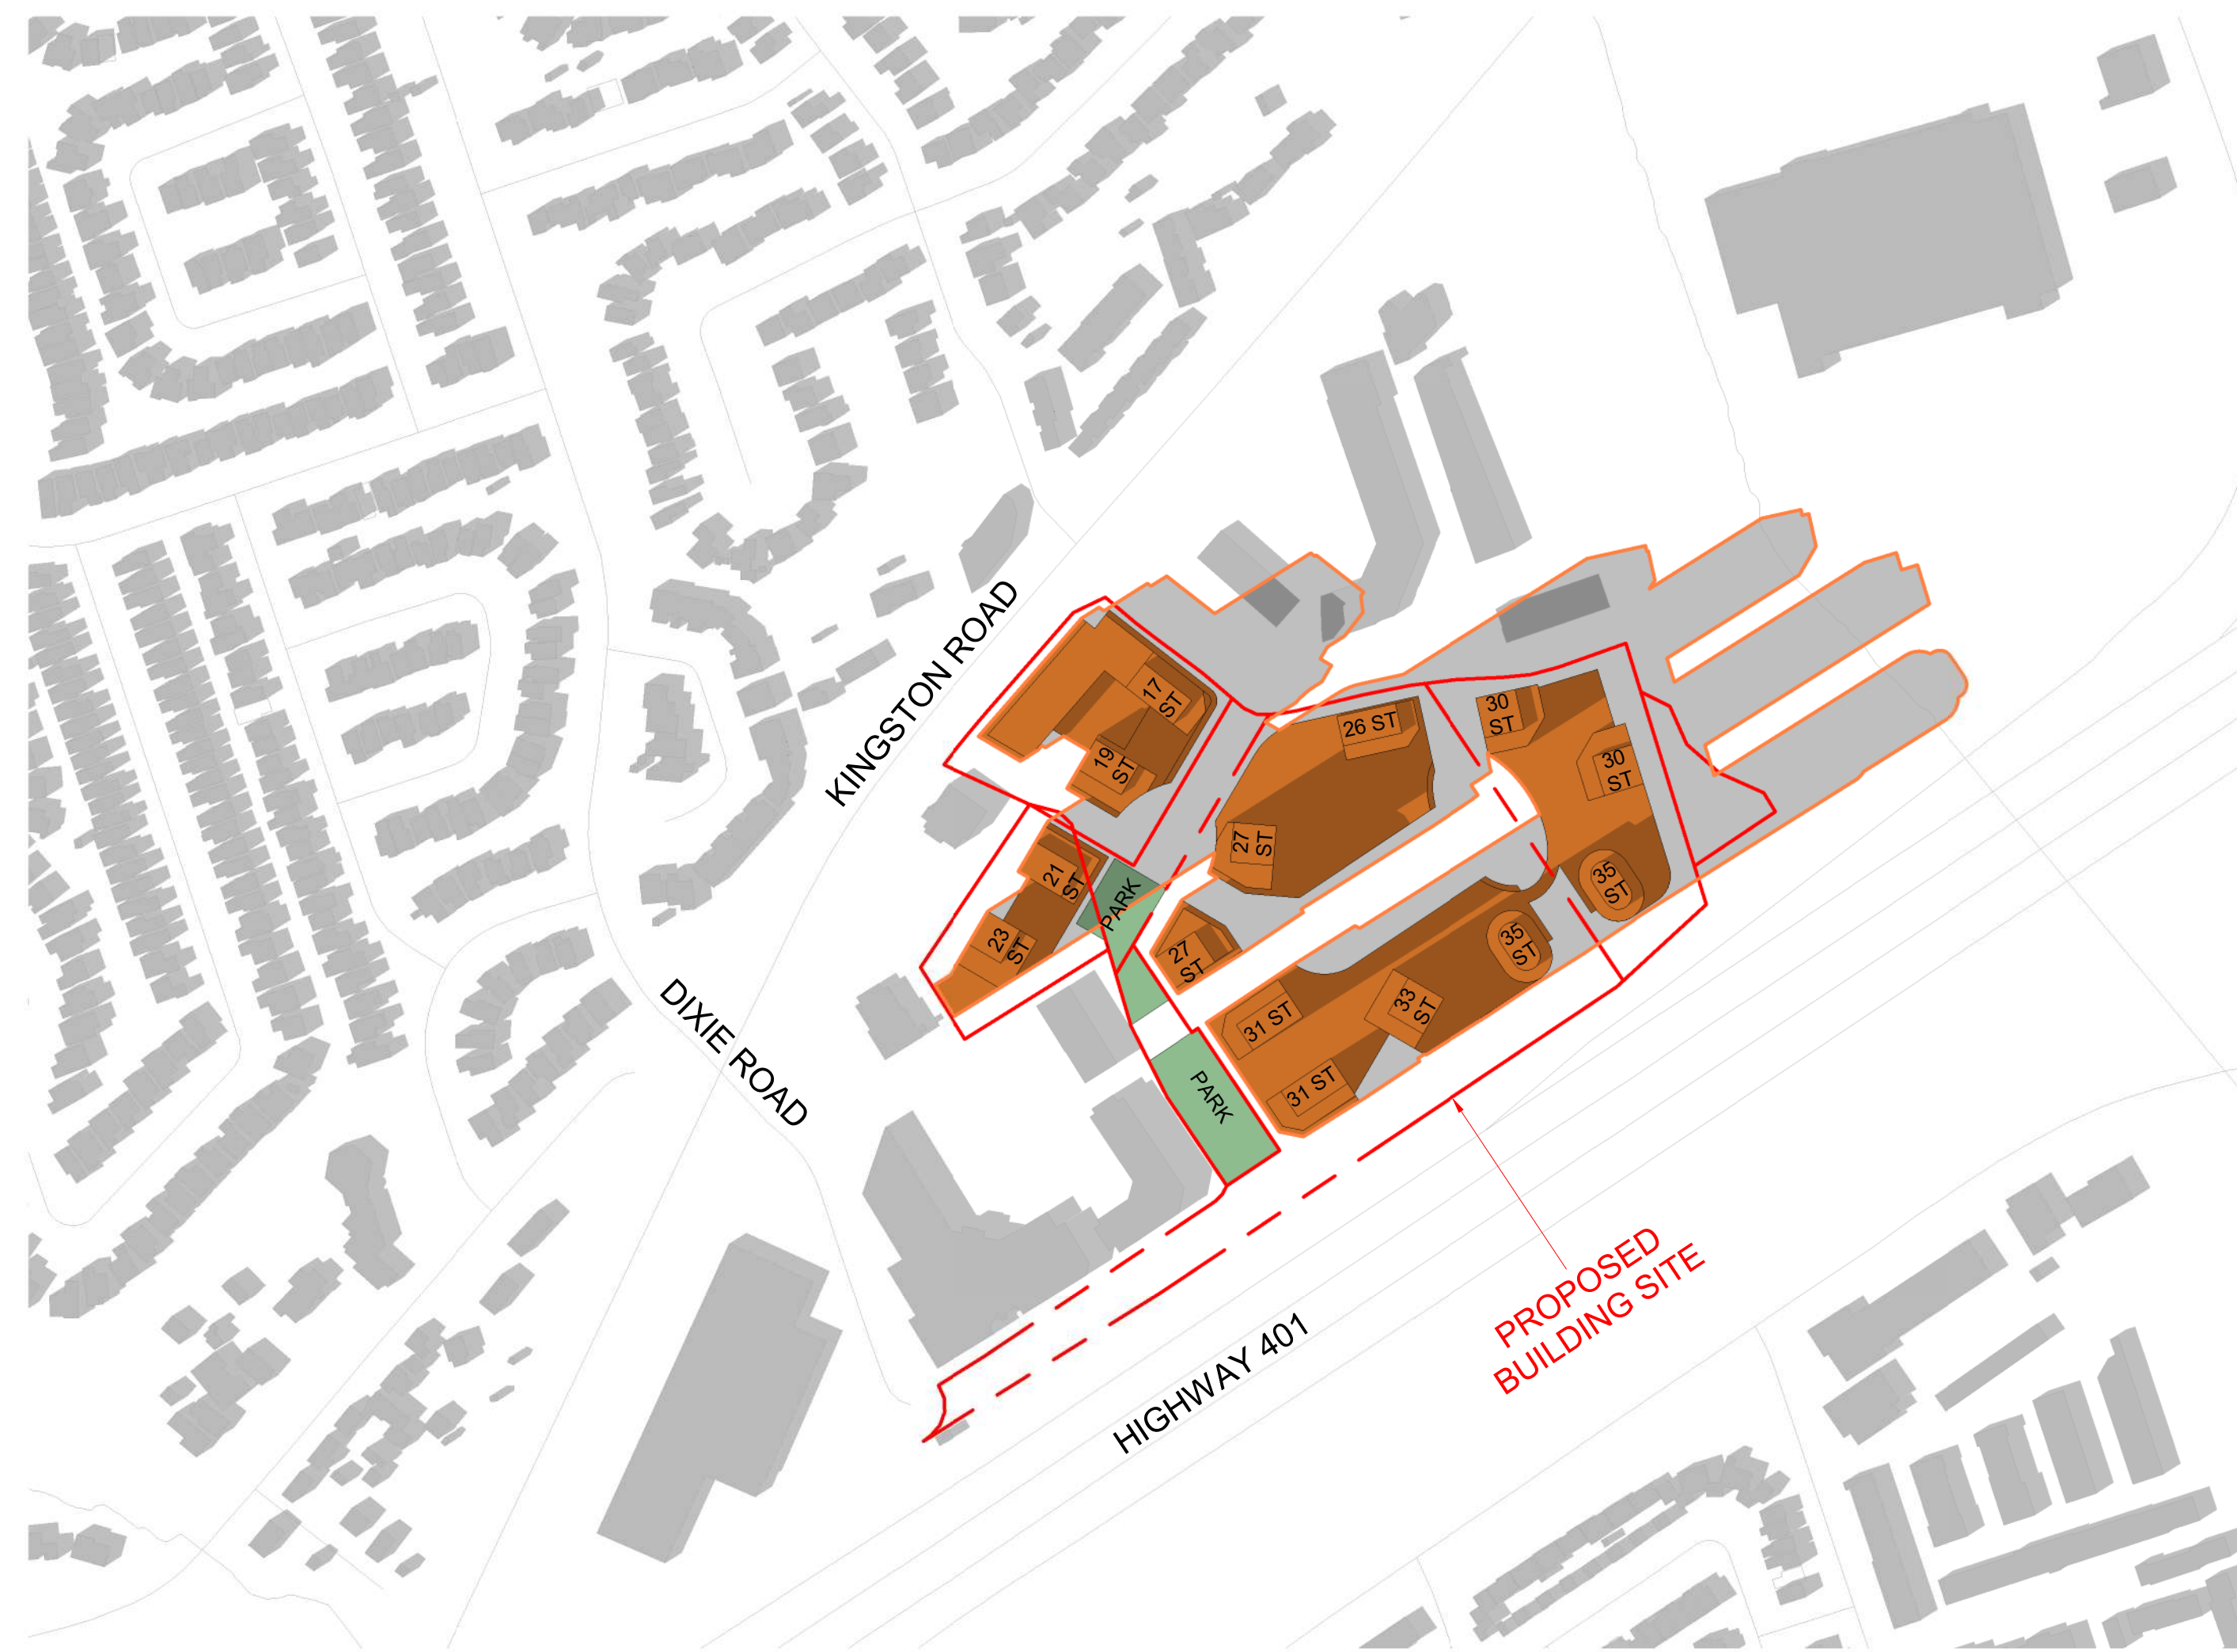 KINGSTON ROAD
17
ST
19
ST
26 ST
30
ST
30
ST
27
ST
21
ST
PARK
35
ST
23
ST
27
ST
35
ST
DIXIE ROAD
31 ST
33
ST
31 ST
PARK
PROPOSED
BUILDING SITE
HIGHWAY 401